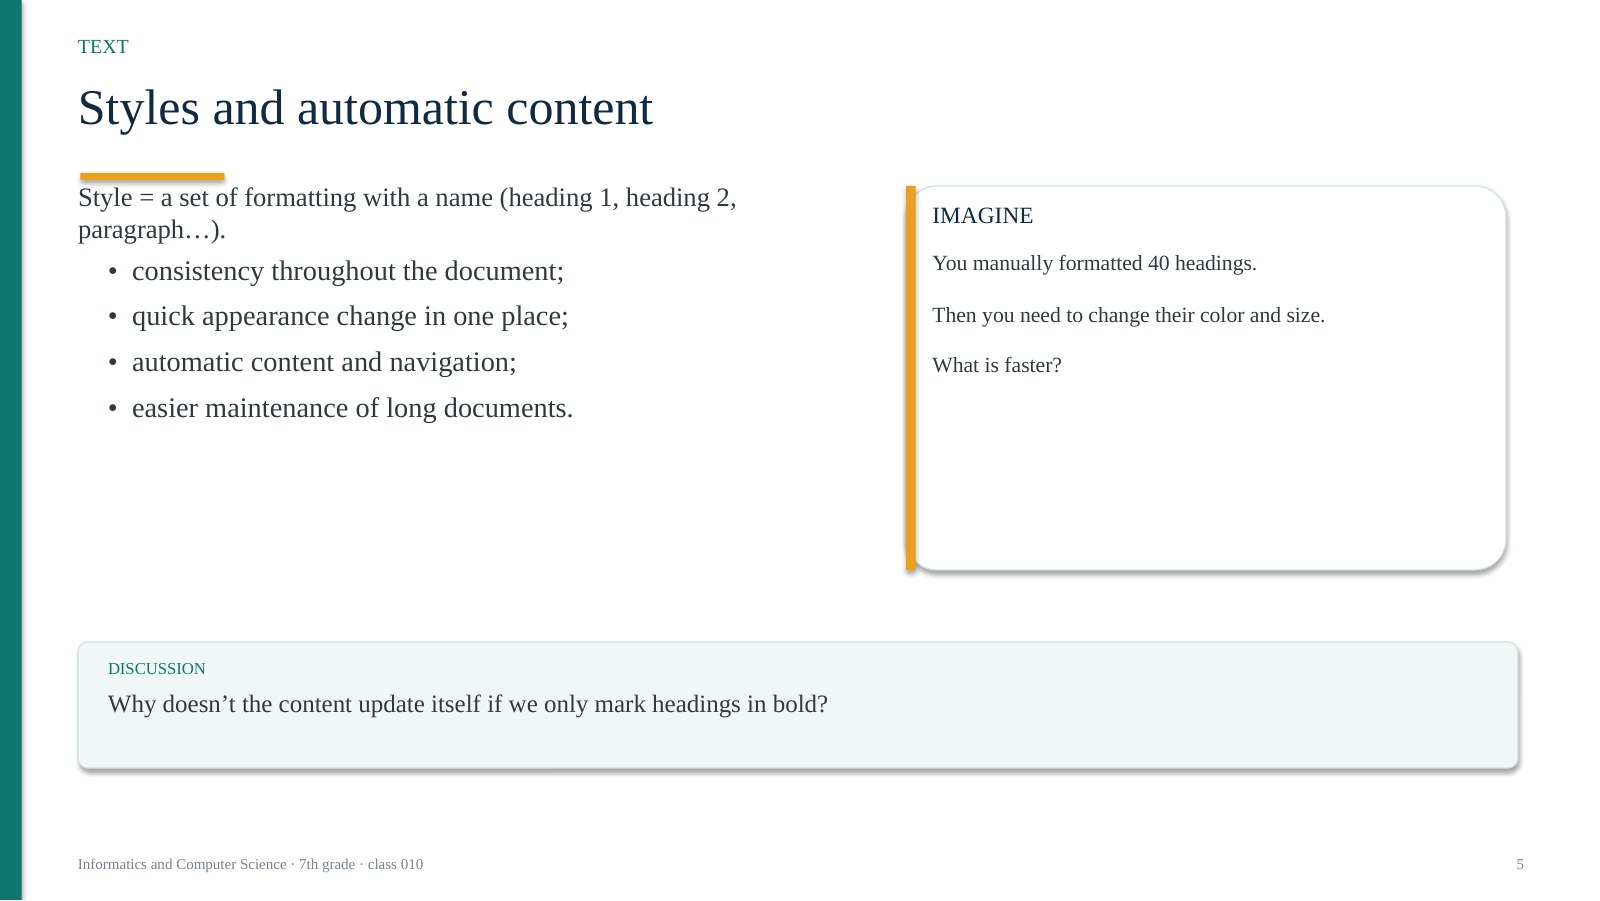 TEXT
Styles and automatic content
Style = a set of formatting with a name (heading 1, heading 2,
paragraph…).
• consistency throughout the document;
• quick appearance change in one place;
• automatic content and navigation;
• easier maintenance of long documents.
IMAGINE
You manually formatted 40 headings.
Then you need to change their color and size.
What is faster?
DISCUSSION
Why doesn’t the content update itself if we only mark headings in bold?
Informatics and Computer Science · 7th grade · class 010
5